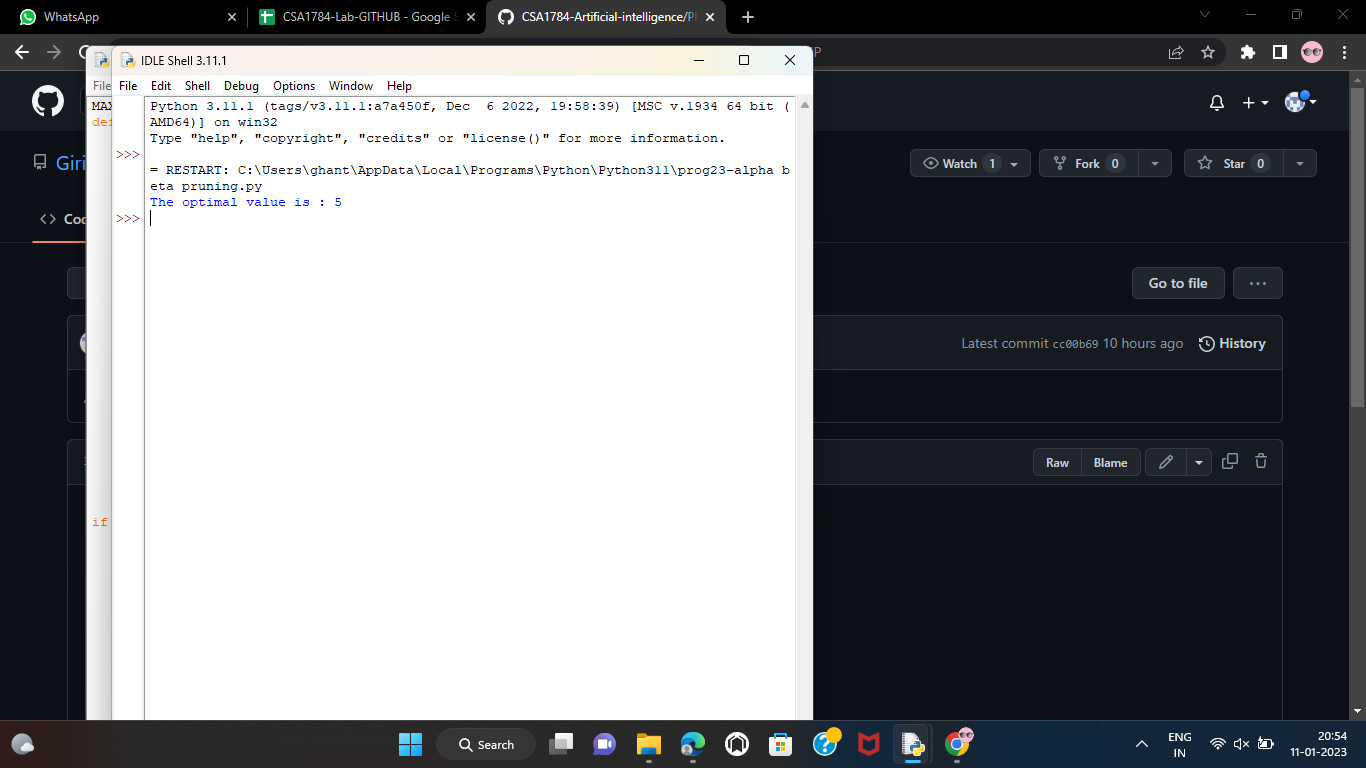 WhatsApp
CSA1784-Lab-GITHUB - Google S
CSA1784-Artificial-intelligence/P
IDLE Shell 3.11.1
File
File Edit Shell Debug Options Window Help
MAX
def
if
Python 3.11.1 (tags/v3.11.1:a7a450f, Dec  6 2022, 19:58:39) [MSC v.1934 64 bit (
AMD64)] on win32
Type "help", "copyright", "credits" or "license()" for more information.
>>>
= RESTART: C:\Users\ghant\AppData\Local\Programs\Python\Python311\prog23-alpha b
eta pruning.py
The optimal value is : 5
>>>
Giri
Watch 1
Fork 0
Star 0
<> Cod
Go to file
...
Latest commit cc00b69 10 hours ago History
Raw Blame
Search
ENG
IN
20:54
11-01-2023